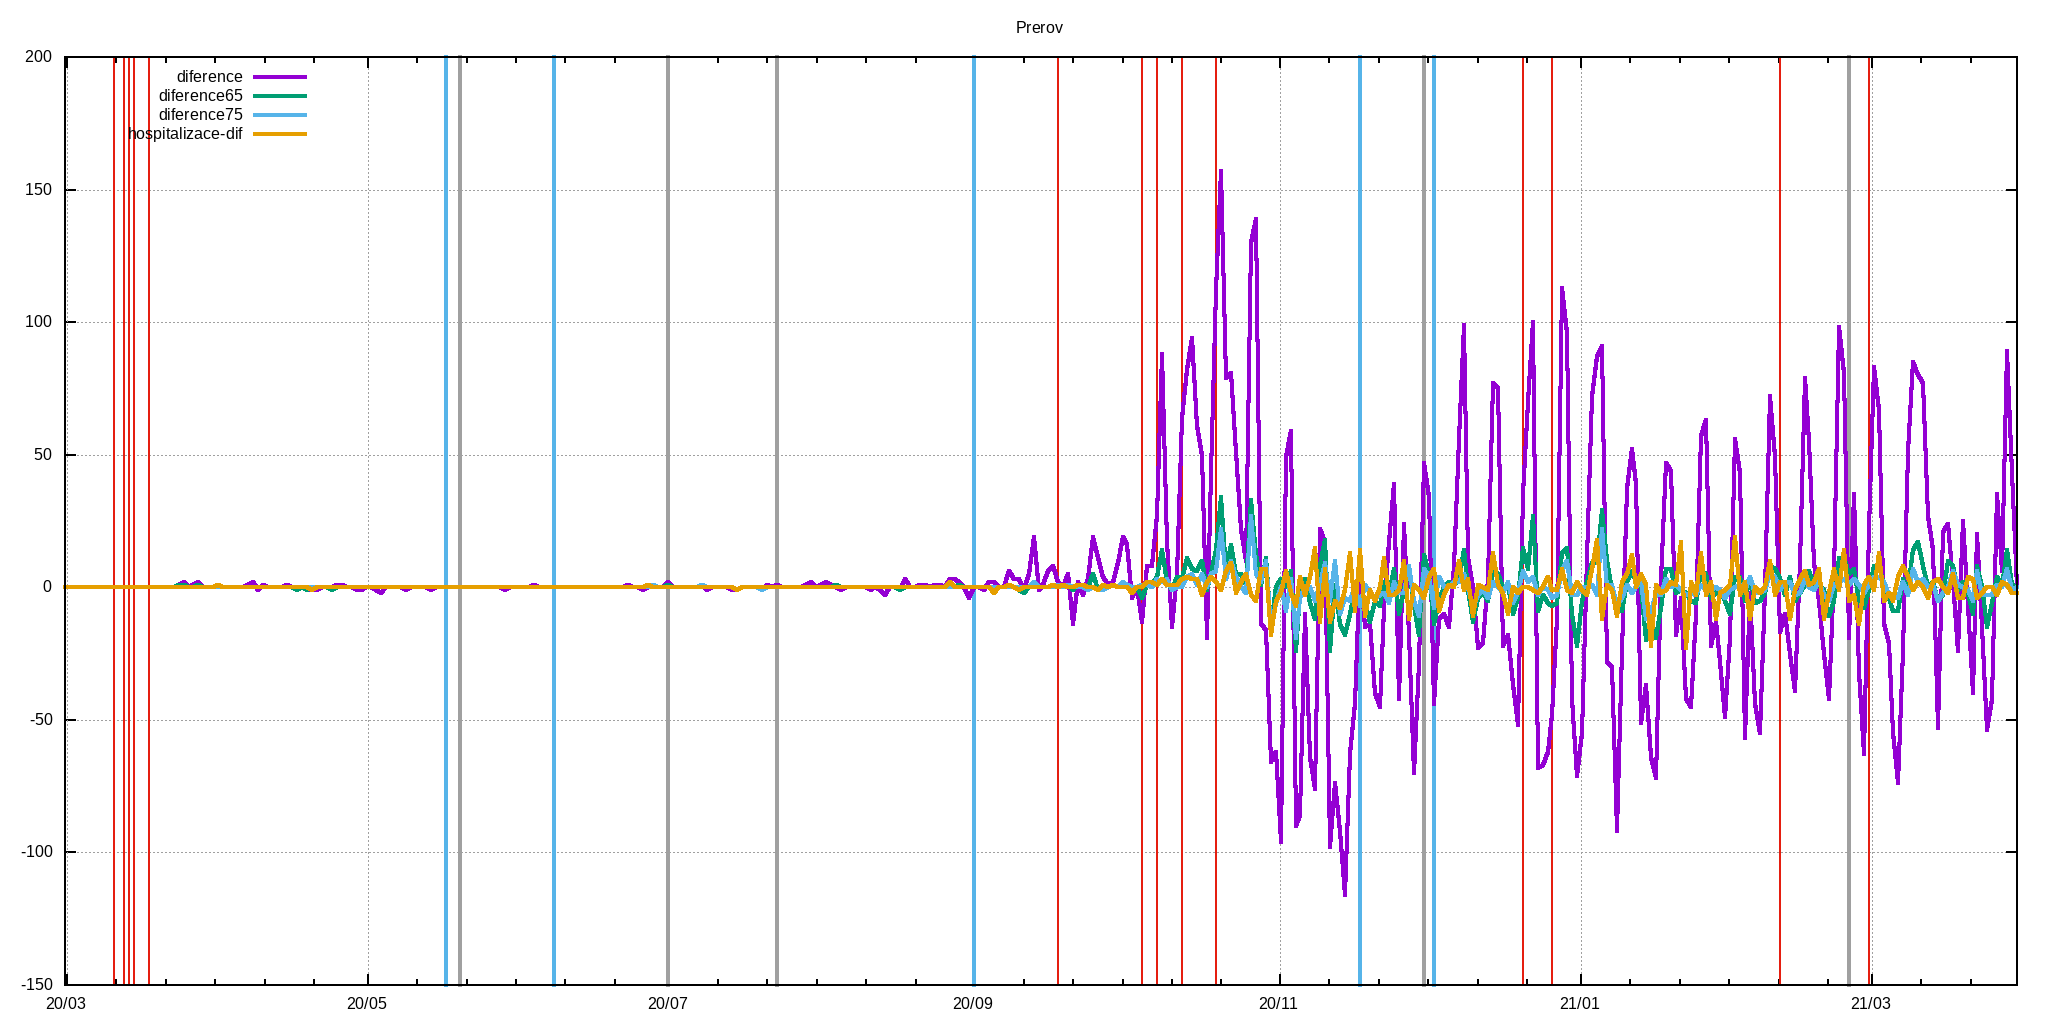 Prerov
200
150
100
50
0
-50
-100
-150
diference
diference65
diference75
hospitalizace-dif
20/03 20/05 20/07 20/09 20/11 21/01 21/03